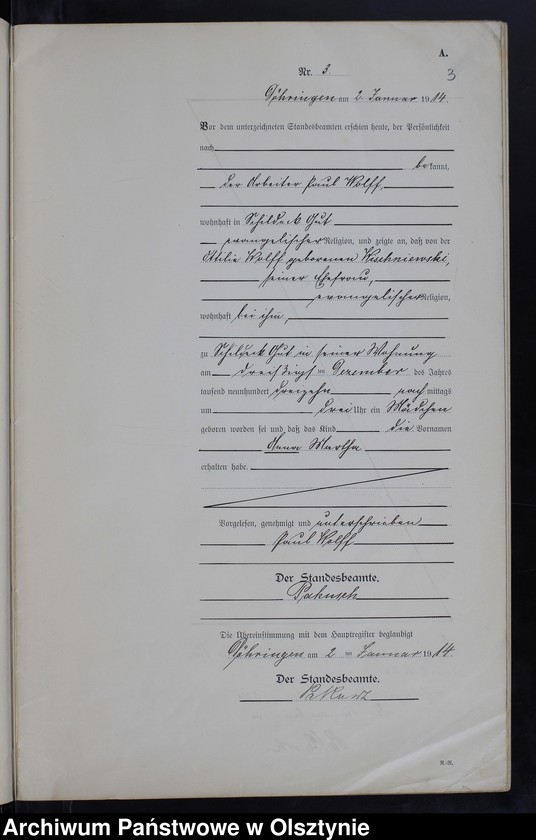 A.
3
Nr. 3.
Döhringen am 2. Januar 1914.
Vor dem unterzeichneten Standesbeamten erschien heute, der Persönlichkeit
nach
bekannt,
der Arbeiter Paul Wolff,
wohnhaft in Schildeck Gut
evangelischer Religion, und zeigte an, daß von der
Ottilie Wolff geborenen Wischniewski,
seiner Ehefrau,
evangelischer Religion,
wohnhaft bei ihm,
zu Schildeck Gut in seiner Wohnung
am dreißigsten Dezember des Jahres
tausend neunhundert dreizehn nachmittags
um drei Uhr ein Mädchen
geboren worden sei und daß das Kind die Vornamen
Anna Martha
erhalten habe.
Vorgelesen, genehmigt und unterschrieben
Paul Wolff
Der Standesbeamte.
Die Übereinstimmung mit dem Hauptregister beglaubigt
Döhringen am 2 ten Januar 1914.
Der Standesbeamte.
R.-R.
Archiwum Państwowe w Olsztynie